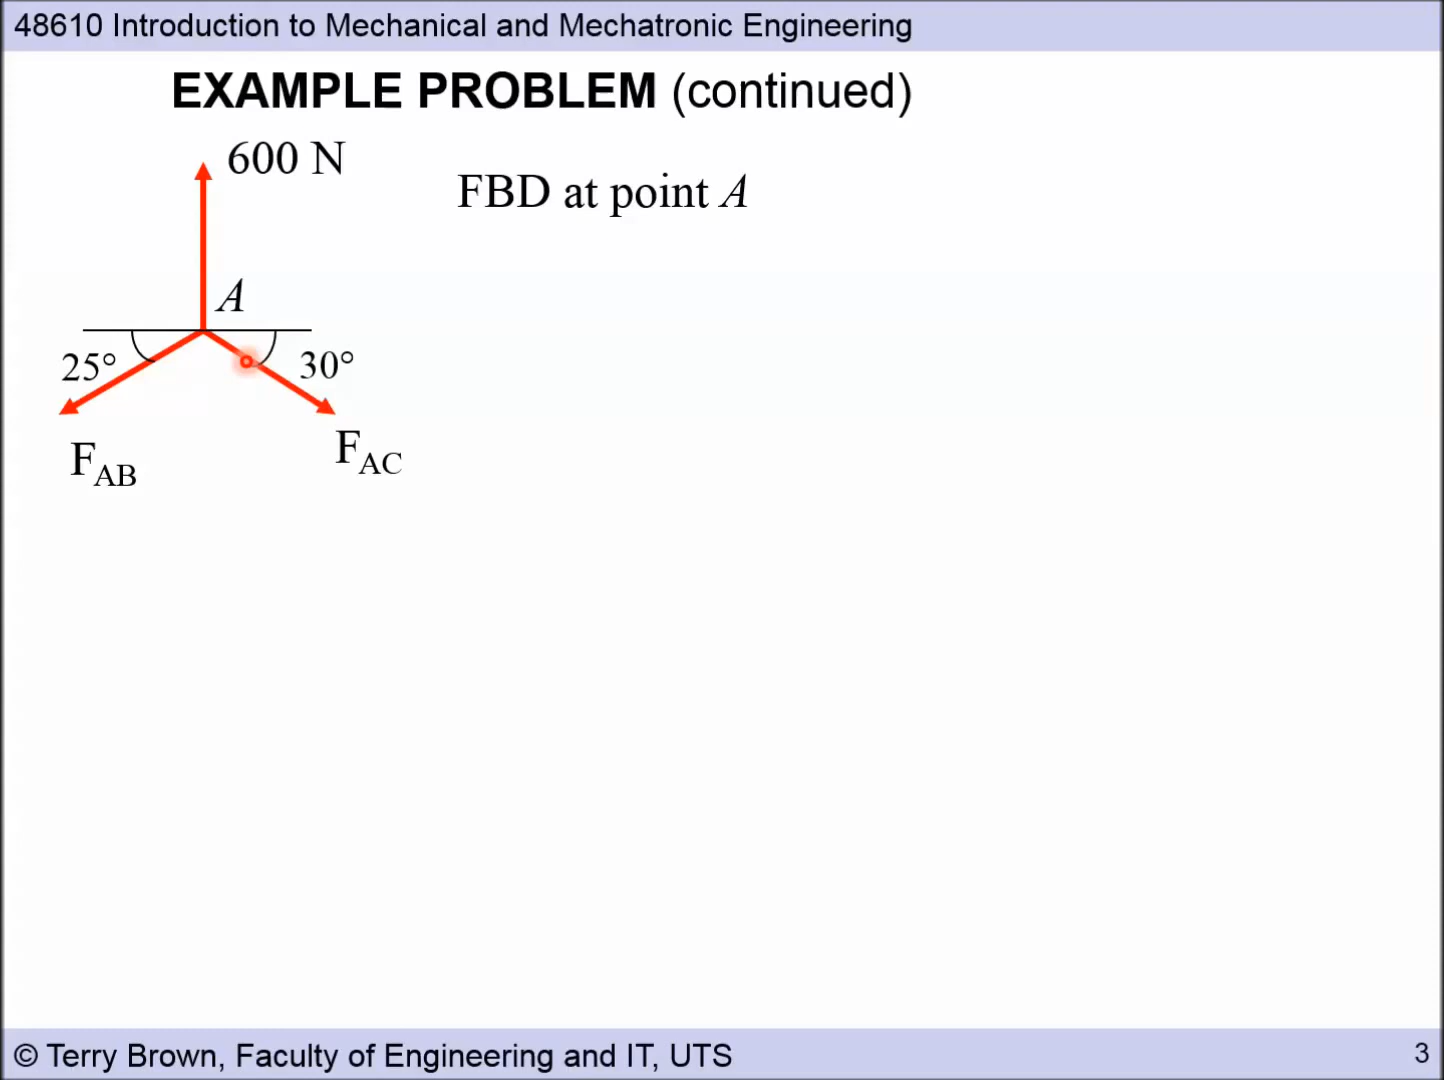 48610 Introduction to Mechanical and Mechatronic Engineering
EXAMPLE PROBLEM (continued)
600 N
FBD at point A
A
25°
30°
F_AB
F_AC
© Terry Brown, Faculty of Engineering and IT, UTS
3